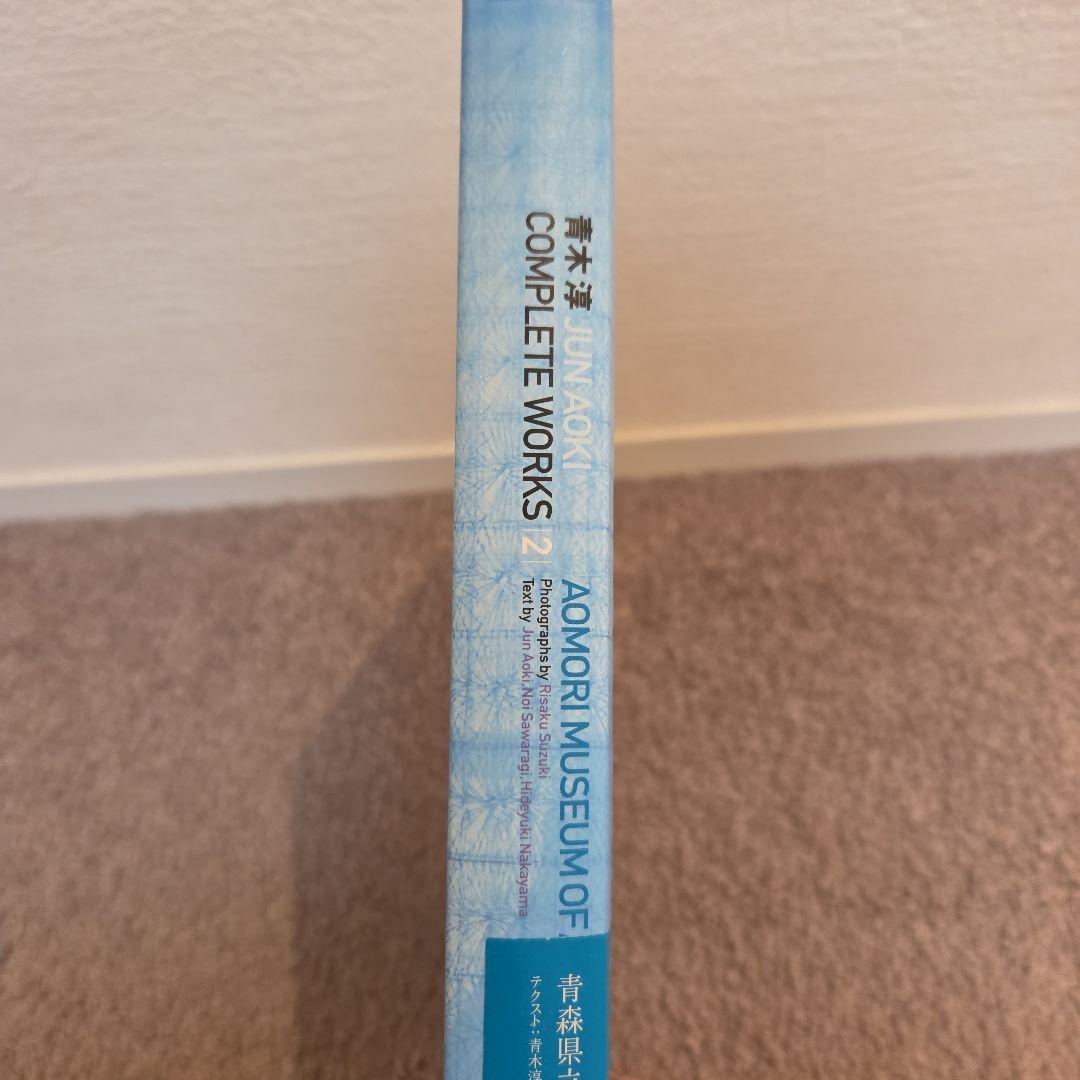 青木 淳 JUN AOKI
COMPLETE WORKS |2|
AOMORI MUSEUM OF
Photographs by Risaku Suzuki
Text by Jun Aoki, Noi Sawaragi, Hideyuki Nakayama
青森県
テクスト:青木淳